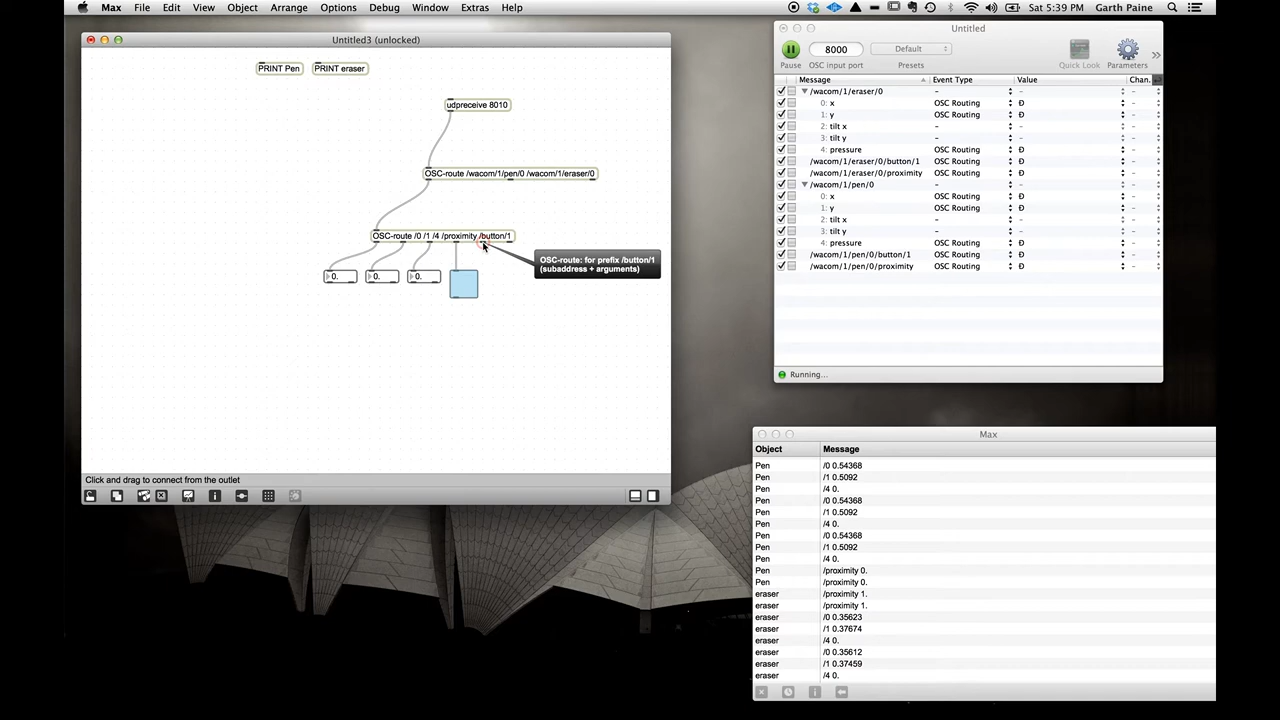 Max File Edit View Object Arrange Options Debug Window Extras Help Sat 5:39 PM Garth Paine
Untitled3 (unlocked)
PRINT Pen PRINT eraser
udpreceive 8010
OSC-route /wacom/1/pen/0 /wacom/1/eraser/0
OSC-route /0 /1 /4 /proximity /button/1
OSC-route: for prefix /button/1
(subaddress + arguments)
0. 0. 0.
Click and drag to connect from the outlet
Untitled
8000 Default
Pause OSC input port Presets Quick Look Parameters
Message Event Type Value Chan.
/wacom/1/eraser/0 - - -
0: x OSC Routing Ð -
1: y OSC Routing Ð -
2: tilt x - - -
3: tilt y - - -
4: pressure OSC Routing Ð -
/wacom/1/eraser/0/button/1 OSC Routing Ð -
/wacom/1/eraser/0/proximity OSC Routing Ð -
/wacom/1/pen/0 - - -
0: x OSC Routing Ð -
1: y OSC Routing Ð -
2: tilt x - - -
3: tilt y - - -
4: pressure OSC Routing Ð -
/wacom/1/pen/0/button/1 OSC Routing Ð -
/wacom/1/pen/0/proximity OSC Routing Ð -
Running...
Max
Object Message
Pen /0 0.54368
Pen /1 0.5092
Pen /4 0.
Pen /0 0.54368
Pen /1 0.5092
Pen /4 0.
Pen /0 0.54368
Pen /1 0.5092
Pen /4 0.
Pen /proximity 0.
Pen /proximity 0.
eraser /proximity 1.
eraser /proximity 1.
eraser /0 0.35623
eraser /1 0.37674
eraser /4 0.
eraser /0 0.35612
eraser /1 0.37459
eraser /4 0.